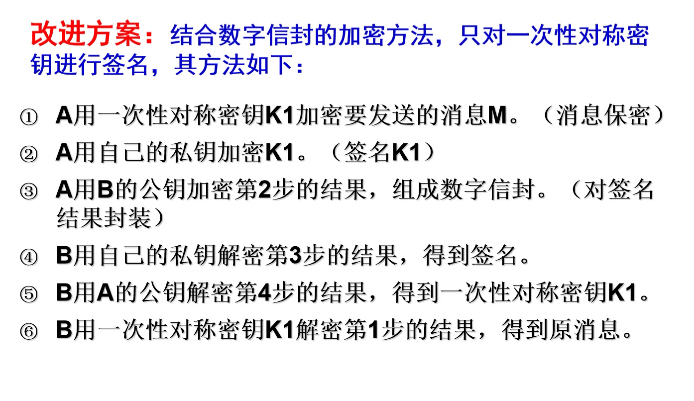 改进方案：结合数字信封的加密方法，只对一次性对称密
钥进行签名，其方法如下：
① A用一次性对称密钥K1加密要发送的消息M。（消息保密）
② A用自己的私钥加密K1。（签名K1）
③ A用B的公钥加密第2步的结果，组成数字信封。（对签名
结果封装）
④ B用自己的私钥解密第3步的结果，得到签名。
⑤ B用A的公钥解密第4步的结果，得到一次性对称密钥K1。
⑥ B用一次性对称密钥K1解密第1步的结果，得到原消息。